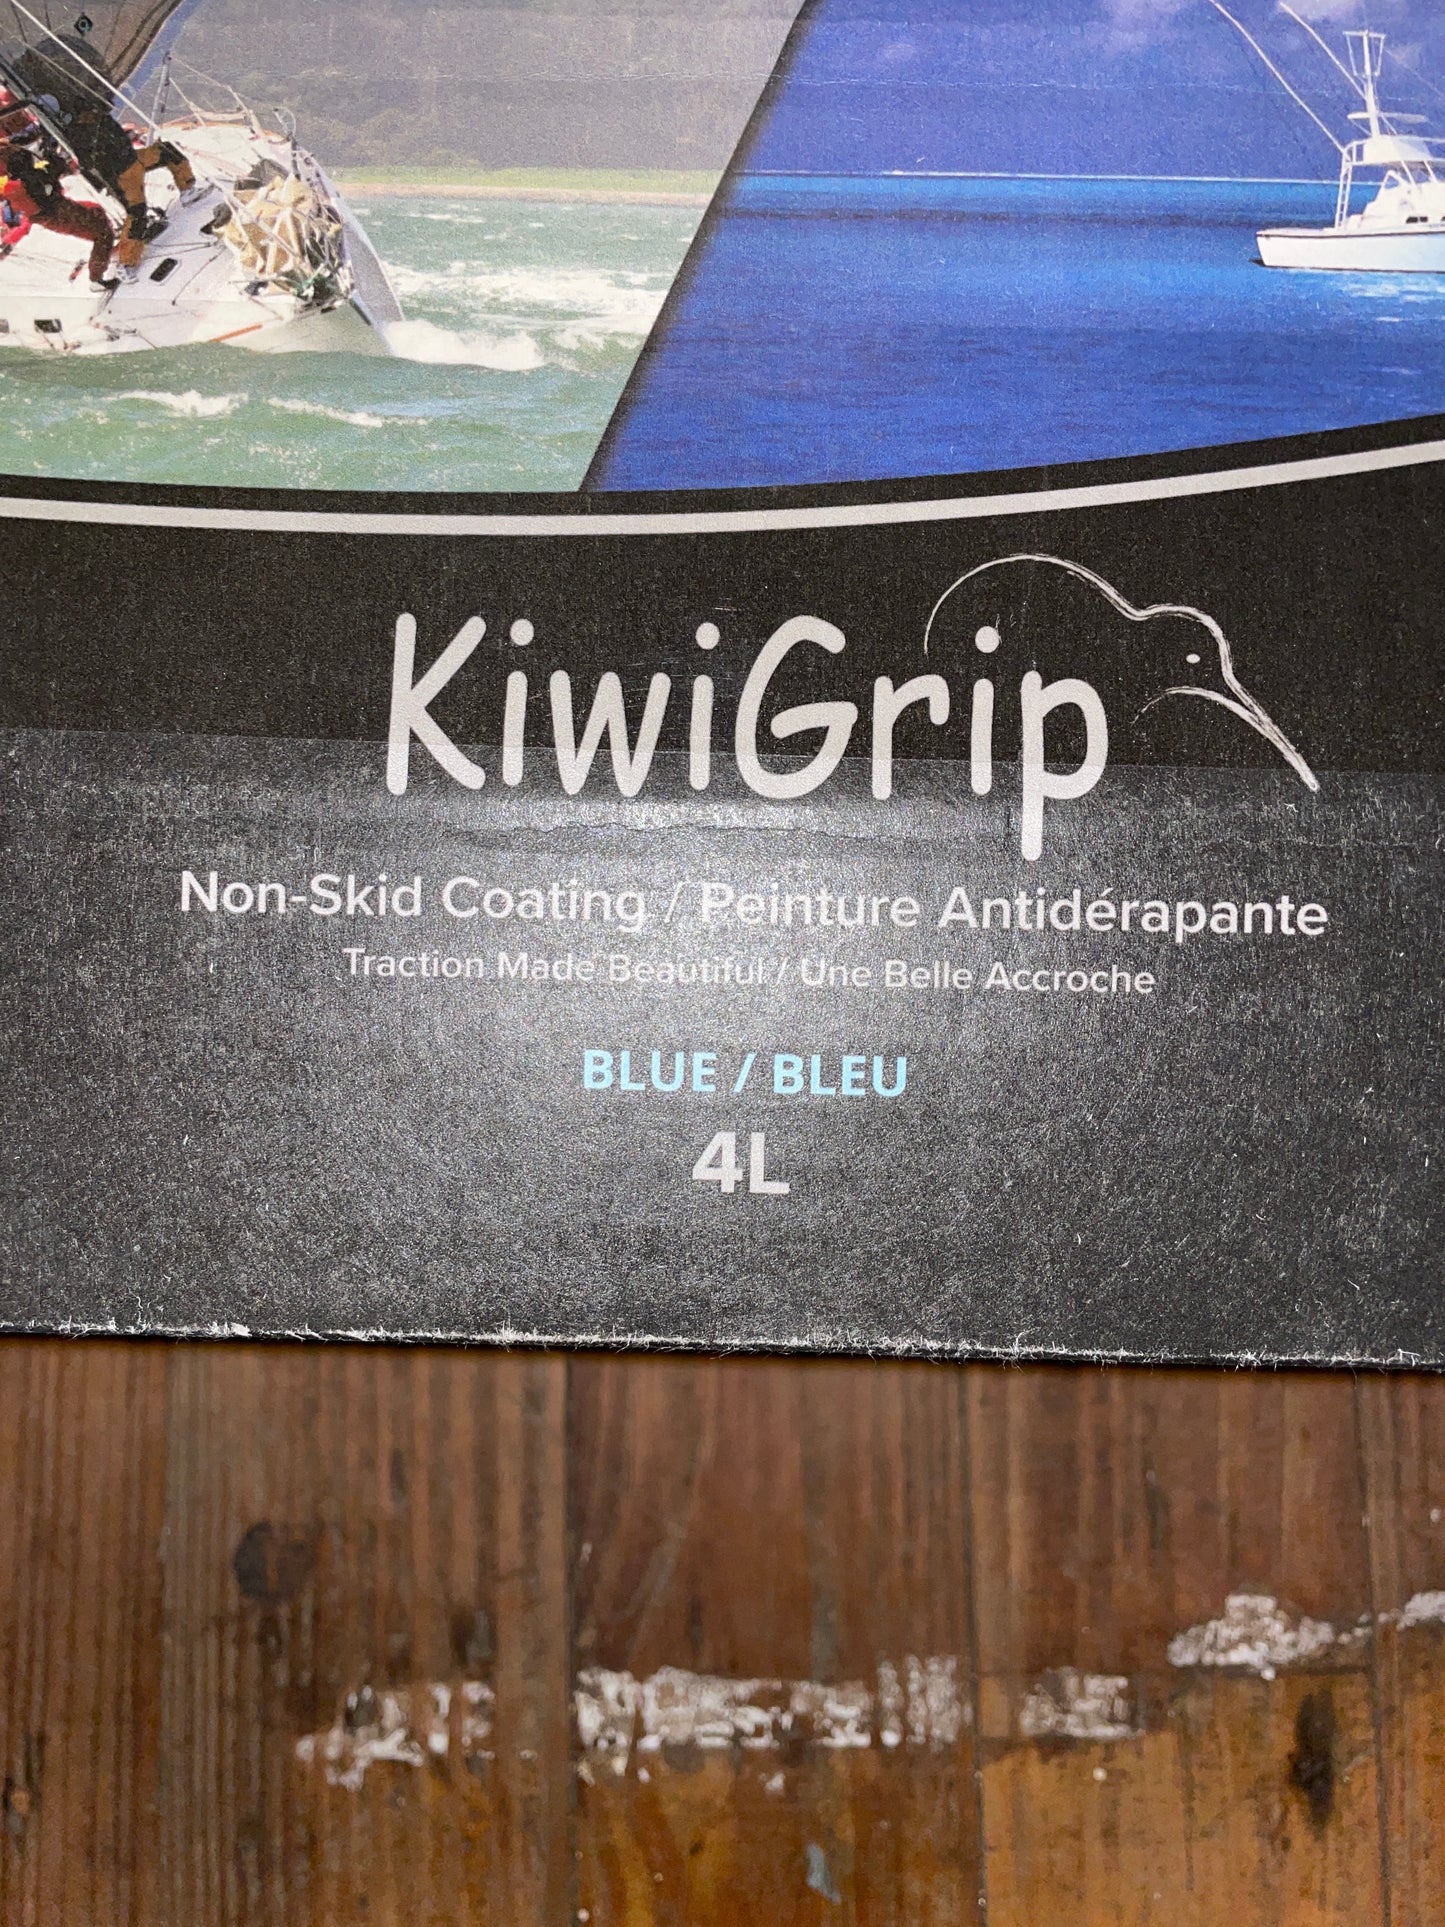 KiwiGrip
Non-Skid Coating / Peinture Antidérapante
Traction Made Beautiful / Une Belle Accroche
BLUE / BLEU
4L